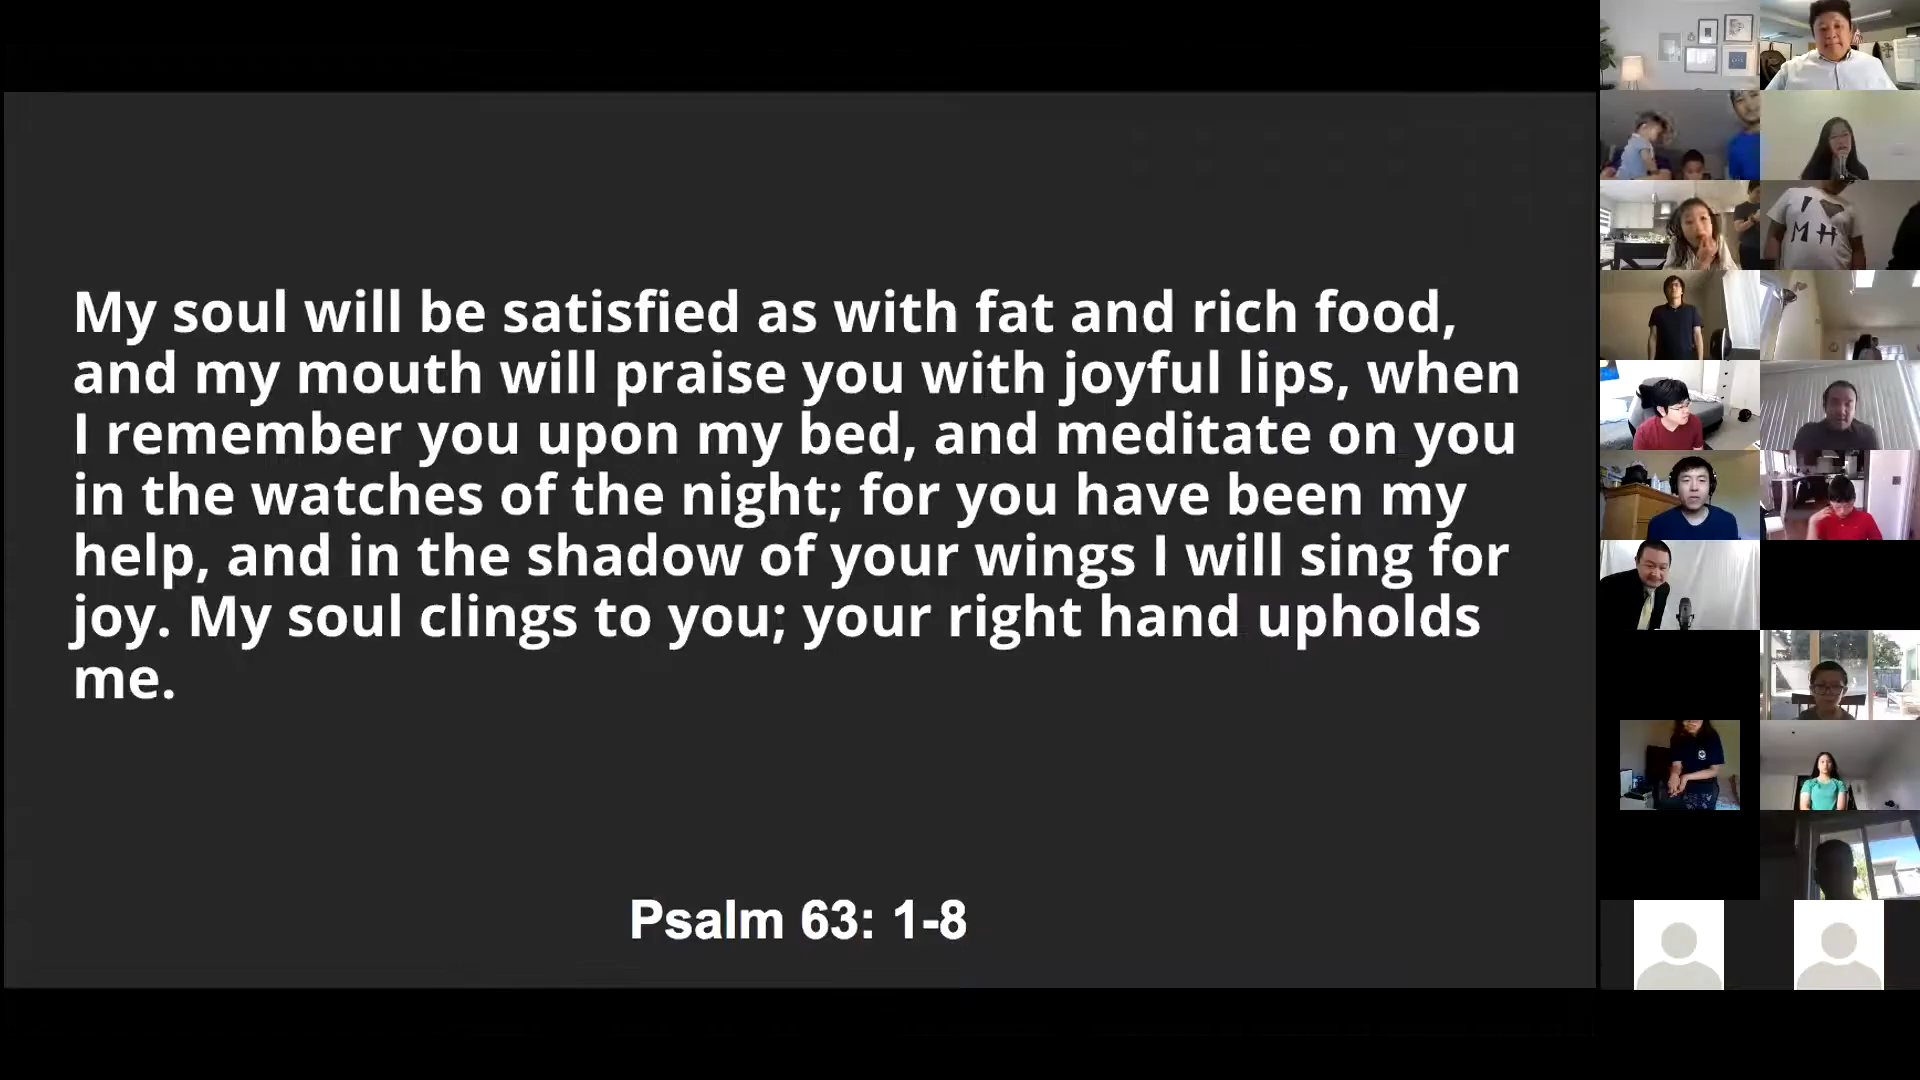 My soul will be satisfied as with fat and rich food,
and my mouth will praise you with joyful lips, when
I remember you upon my bed, and meditate on you
in the watches of the night; for you have been my
help, and in the shadow of your wings I will sing for
joy. My soul clings to you; your right hand upholds
me.
Psalm 63: 1-8
I
MH